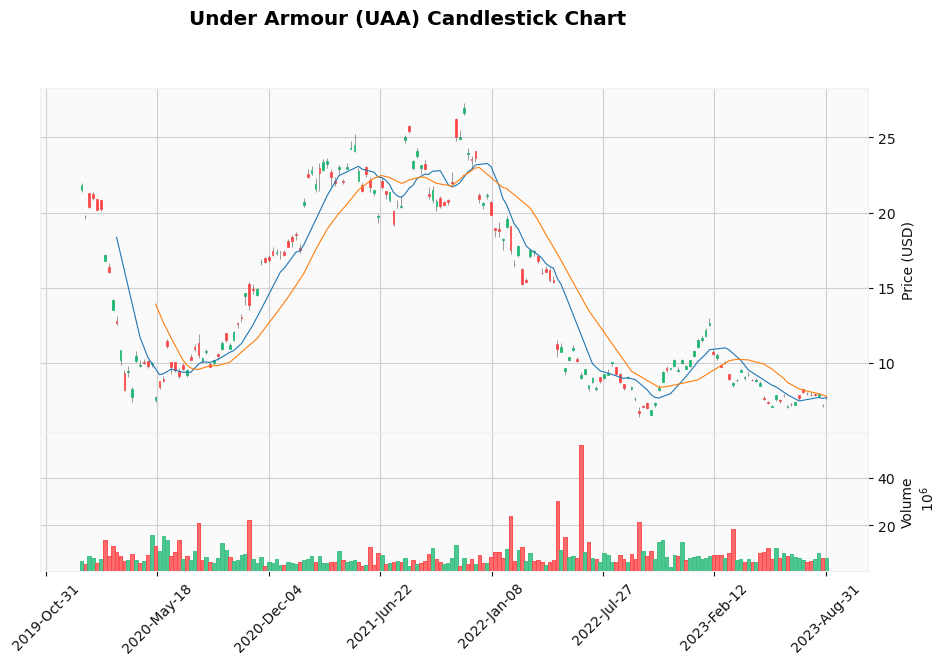 Under Armour (UAA) Candlestick Chart
25
20
15
10
Price (USD)
40
20
Volume
10^6
2019-Oct-31
2020-May-18
2020-Dec-04
2021-Jun-22
2022-Jan-08
2022-Jul-27
2023-Feb-12
2023-Aug-31